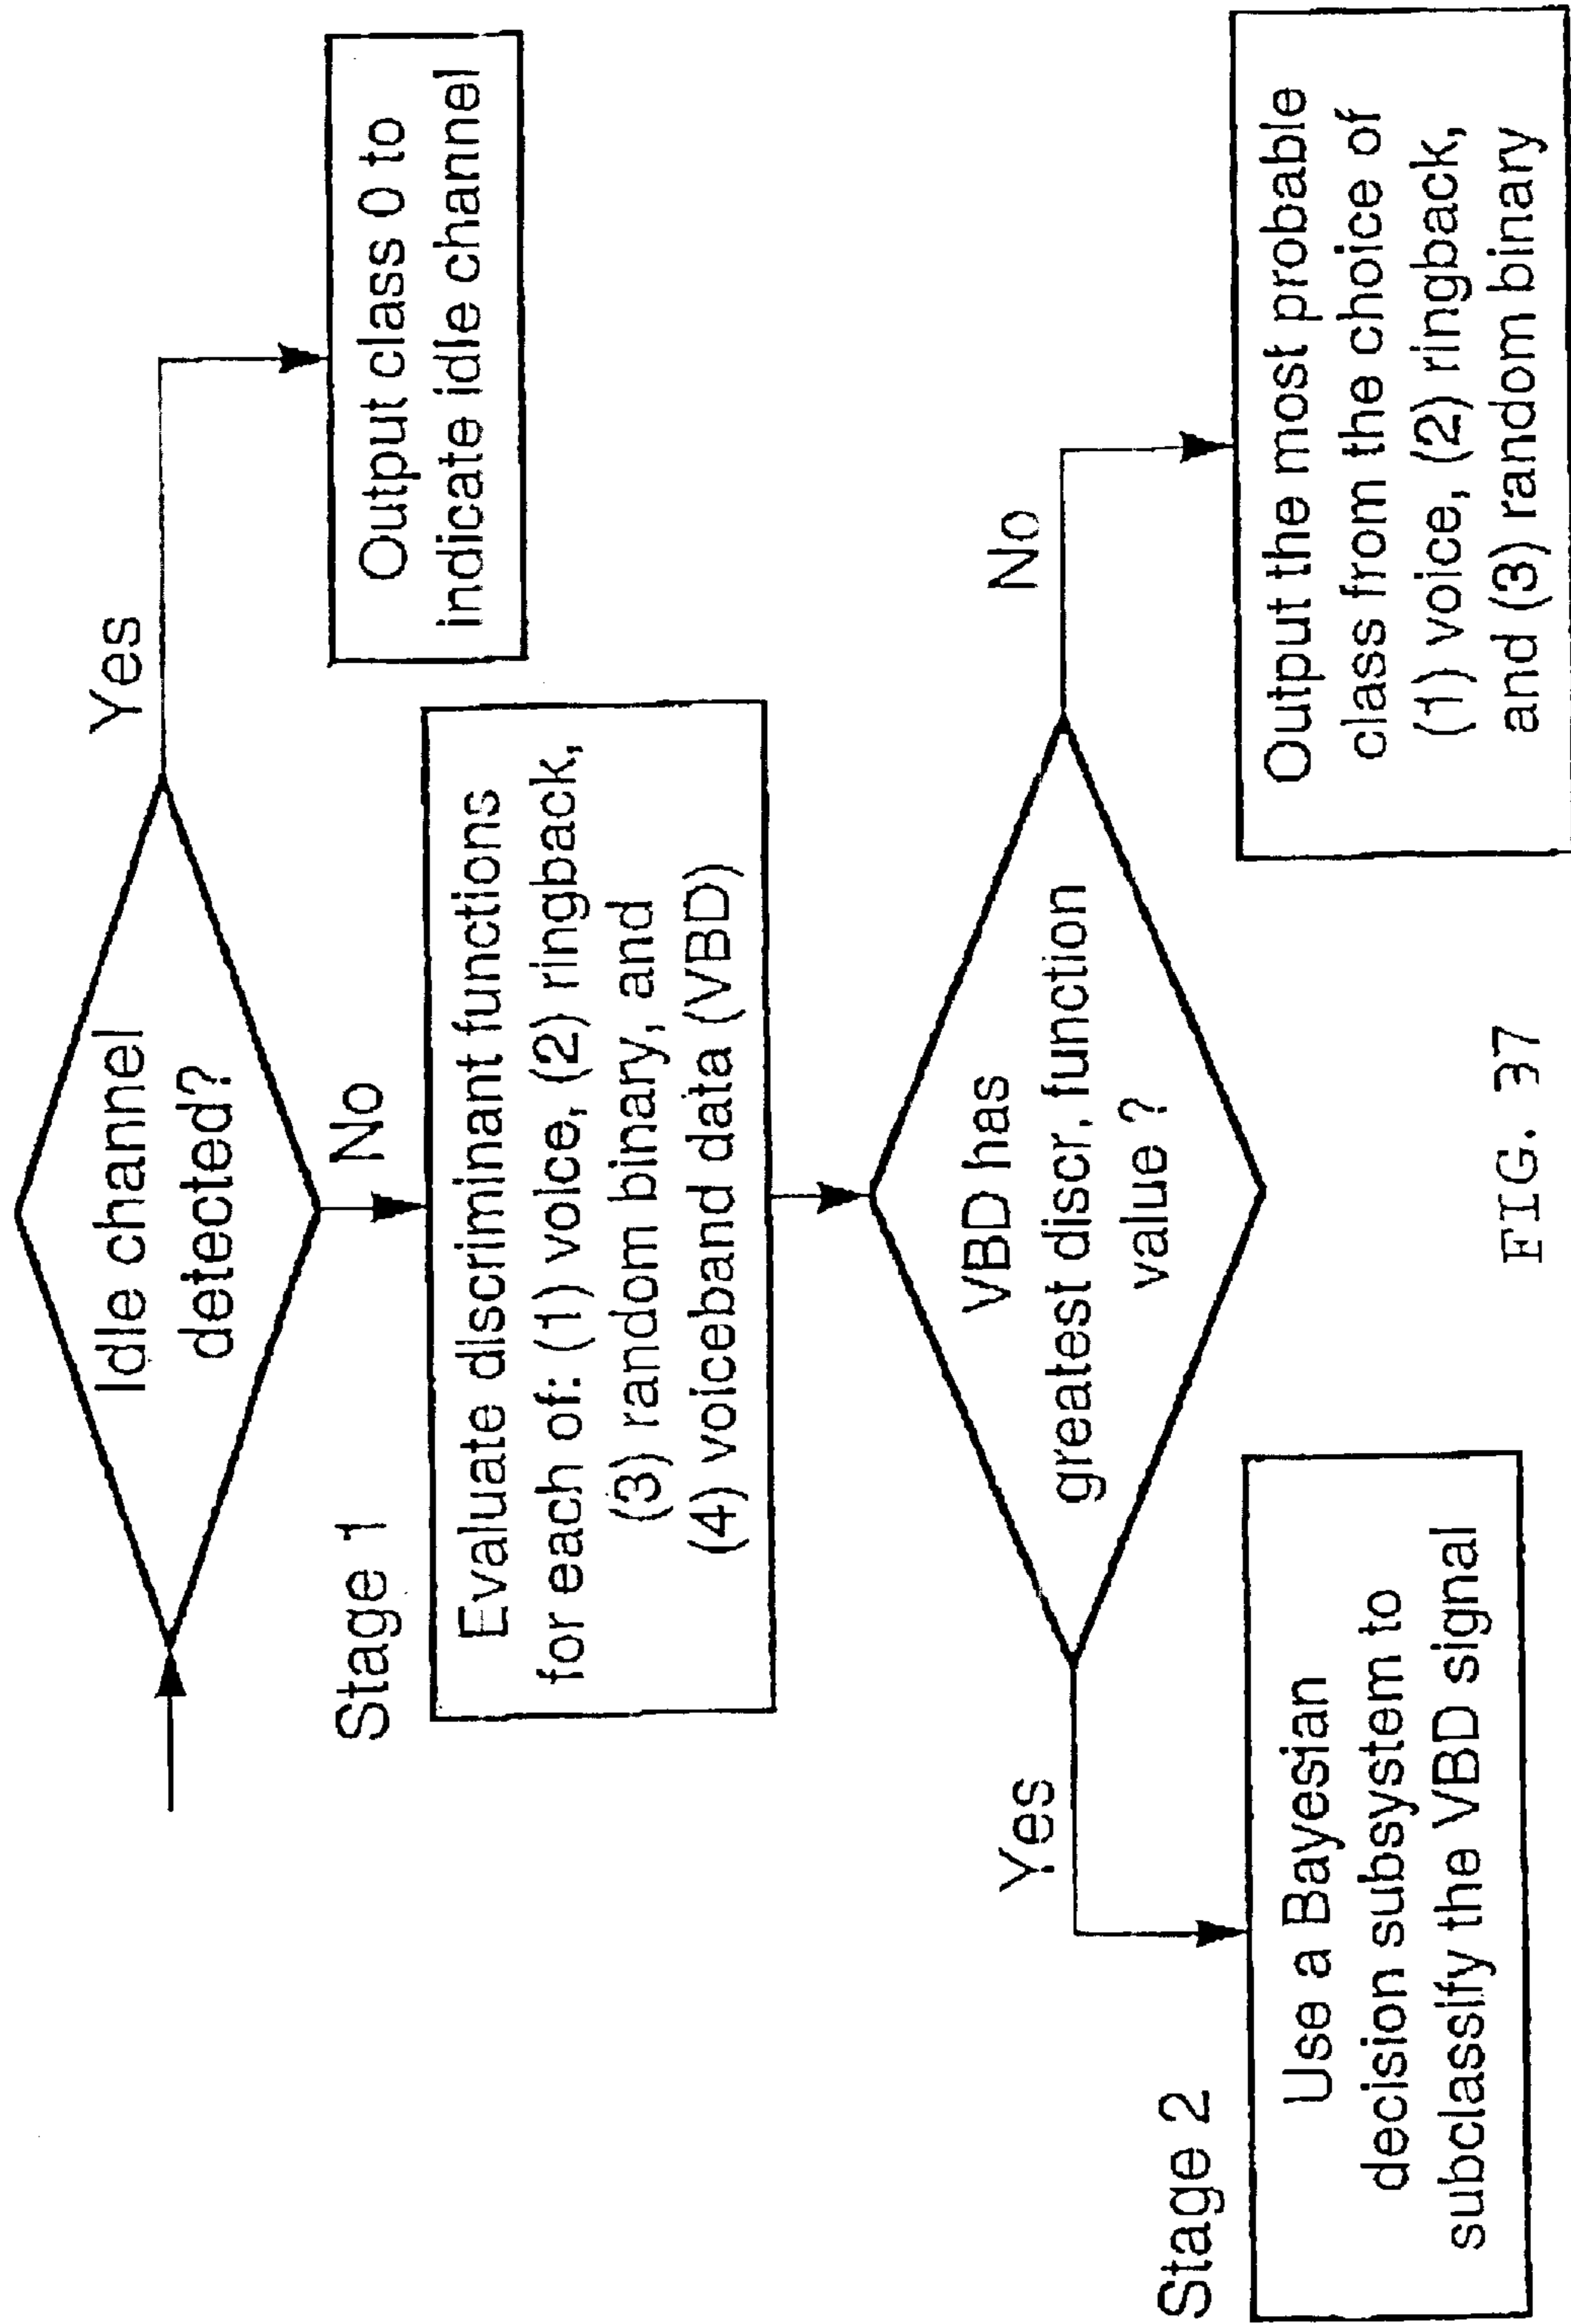 Idle channel
detected?
Yes
Output class 0 to
indicate idle channel
No
Stage 1
Evaluate discriminant functions
for each of: (1) voice, (2) ringback,
(3) random binary, and
(4) voiceband data (VBD)
VBD has
greatest discr, function
value ?
Yes
No
Stage 2
Use a Bayesian
decision subsystem to
subclassify the VBD signal
Output the most probable
class from the choice of
(1) voice, (2) ringback,
and (3) random binary
FIG. 37